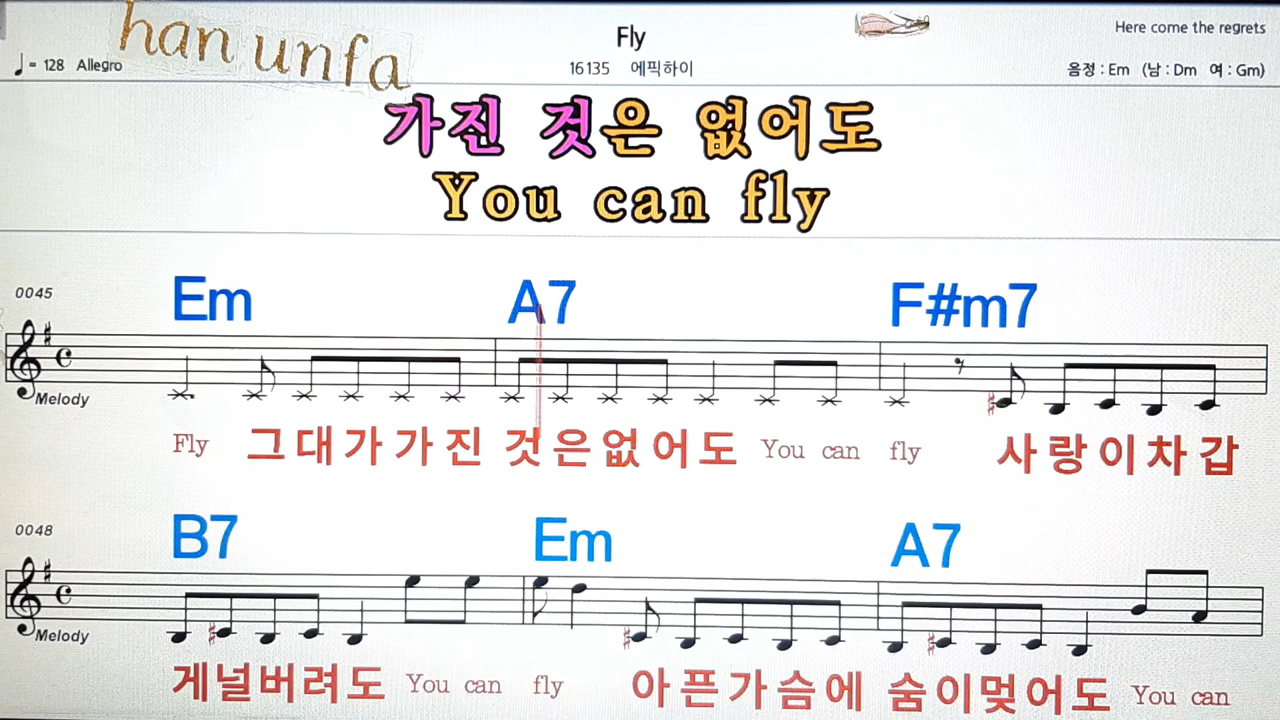 han unfa
Fly
Here come the regrets
♩= 128 Allegro
16135 에픽하이
음정 : Em (남 : Dm 여 : Gm)
가진 것은 없어도
You can fly
0045
Em A7 F#m7
Melody
Fly 그대가가진 것은없어도 You can fly 사랑이차갑
0048
B7 Em A7
Melody
게널버려도 You can fly 아픈가슴에 숨이멎어도 You can